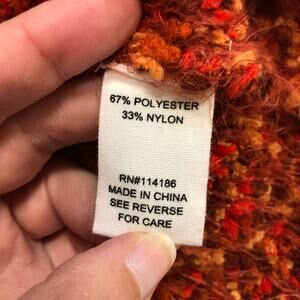 67% POLYESTER
33% NYLON
RN#114186
MADE IN CHINA
SEE REVERSE
FOR CARE